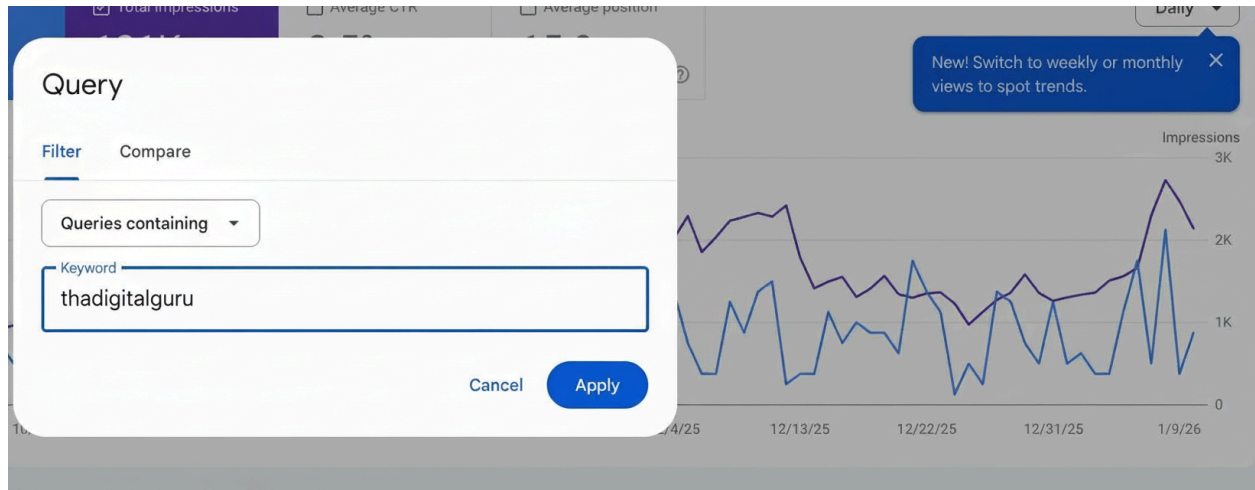 Total impressions
Average CTR
Average position
Daily
New! Switch to weekly or monthly
views to spot trends.
Query
Filter
Compare
Queries containing
Keyword
thadigitalguru
Cancel
Apply
Impressions
3K
2K
1K
0
12/13/25
12/22/25
12/31/25
1/9/26